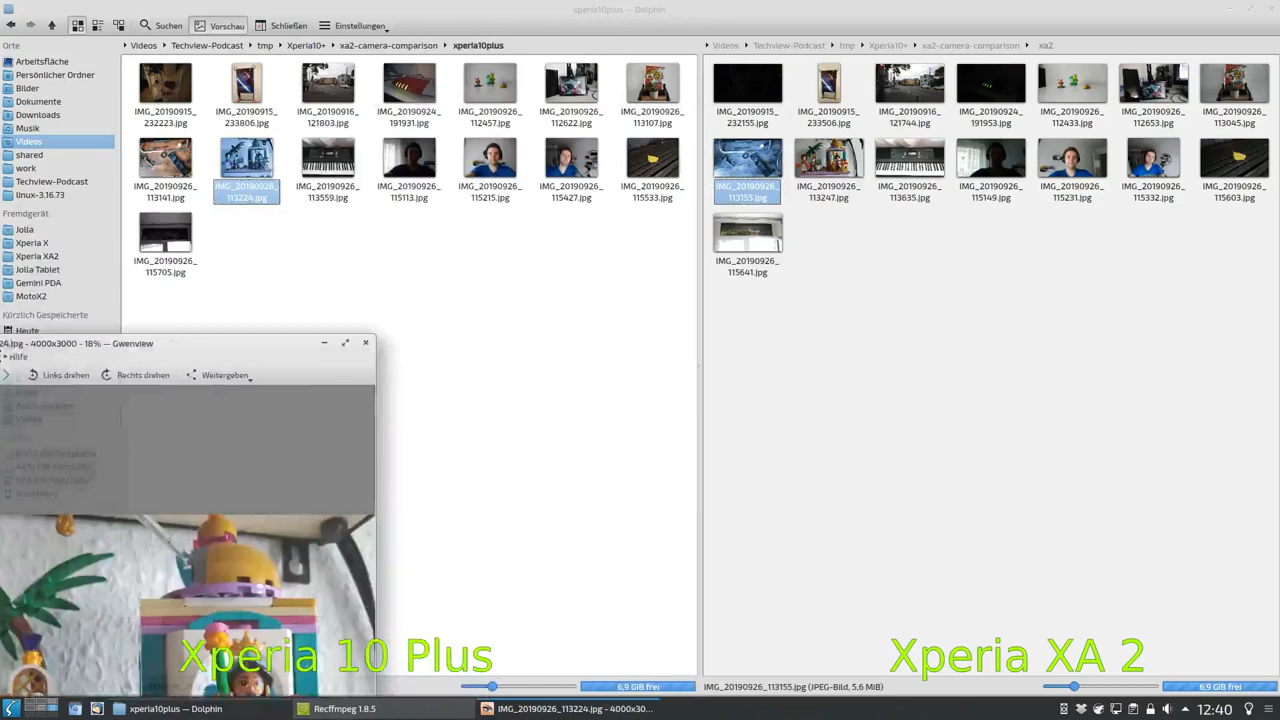 xperia10plus — Dolphin
Suchen
Vorschau
Schließen
Einstellungen
Orte
Videos
Techview-Podcast
tmp
Xperia10+
xa2-camera-comparison
xperia10plus
Videos
Techview-Podcast
tmp
Xperia10+
xa2-camera-comparison
xa2
Arbeitsfläche
Persönlicher Ordner
Bilder
Dokumente
Downloads
Musik
Videos
shared
work
Techview-Podcast
linux-3.16.73
Fremdgerät
Jolla
Xperia X
Xperia XA2
Jolla Tablet
Gemini PDA
MotoX2
Kürzlich Gespeicherte
Heute
IMG_20190915_
232223.jpg
IMG_20190915_
233806.jpg
IMG_20190916_
121803.jpg
IMG_20190924_
191931.jpg
IMG_20190926_
112457.jpg
IMG_20190926_
112622.jpg
IMG_20190926_
113107.jpg
IMG_20190926_
113141.jpg
IMG_20190926_
113224.jpg
IMG_20190926_
113559.jpg
IMG_20190926_
115113.jpg
IMG_20190926_
115215.jpg
IMG_20190926_
115427.jpg
IMG_20190926_
115533.jpg
IMG_20190926_
115705.jpg
IMG_20190915_
232155.jpg
IMG_20190915_
233506.jpg
IMG_20190916_
121744.jpg
IMG_20190924_
191953.jpg
IMG_20190926_
112433.jpg
IMG_20190926_
112653.jpg
IMG_20190926_
113045.jpg
IMG_20190926_
113155.jpg
IMG_20190926_
113247.jpg
IMG_20190926_
113635.jpg
IMG_20190926_
115149.jpg
IMG_20190926_
115231.jpg
IMG_20190926_
115332.jpg
IMG_20190926_
115603.jpg
IMG_20190926_
115641.jpg
24.jpg - 4000x3000 - 18% — Gwenview
Hilfe
Links drehen
Rechts drehen
Weitergeben
Videos
Xperia 10 Plus
Xperia XA 2
6,9 GiB frei
IMG_20190926_113155.jpg (JPEG-Bild, 5,6 MiB)
6,9 GiB frei
xperia10plus — Dolphin
Recffmpeg 1.8.5
IMG_20190926_113224.jpg - 4000x30...
12:40